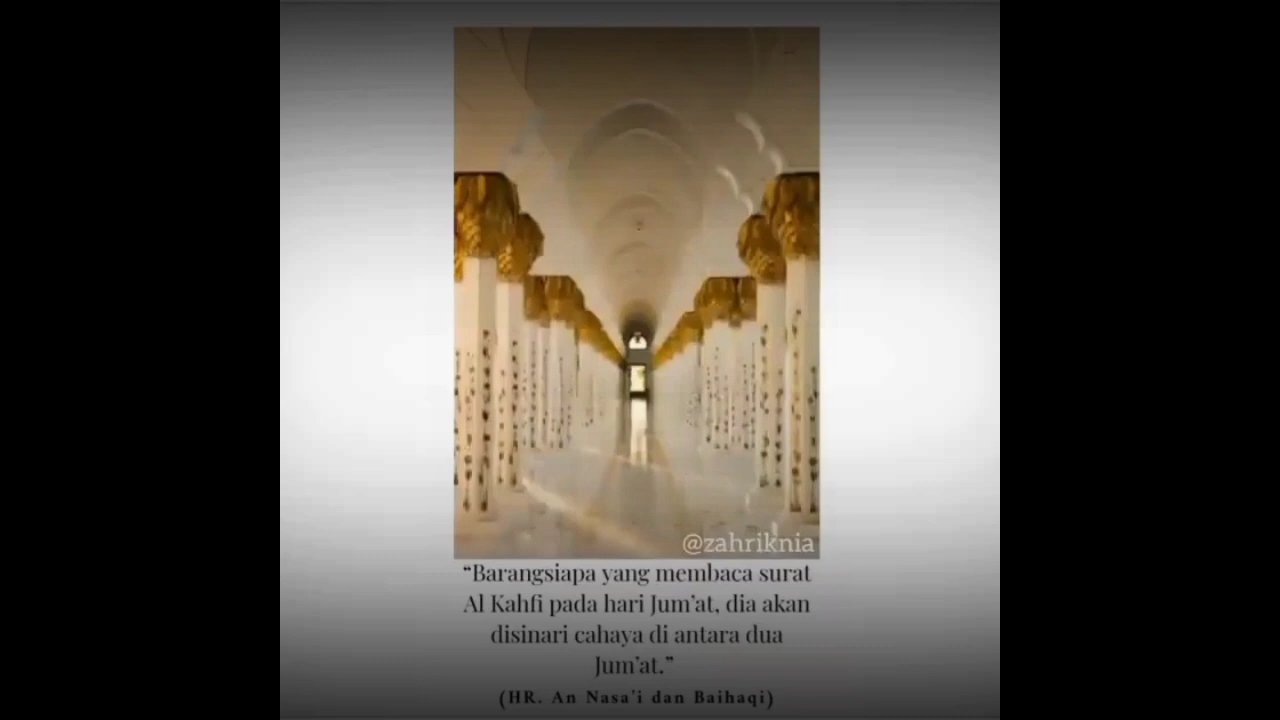 @zahriknia
“Barangsiapa yang membaca surat
Al Kahfi pada hari Jum’at, dia akan
disinari cahaya di antara dua
Jum’at.”
(HR. An Nasa'i dan Baihaqi)